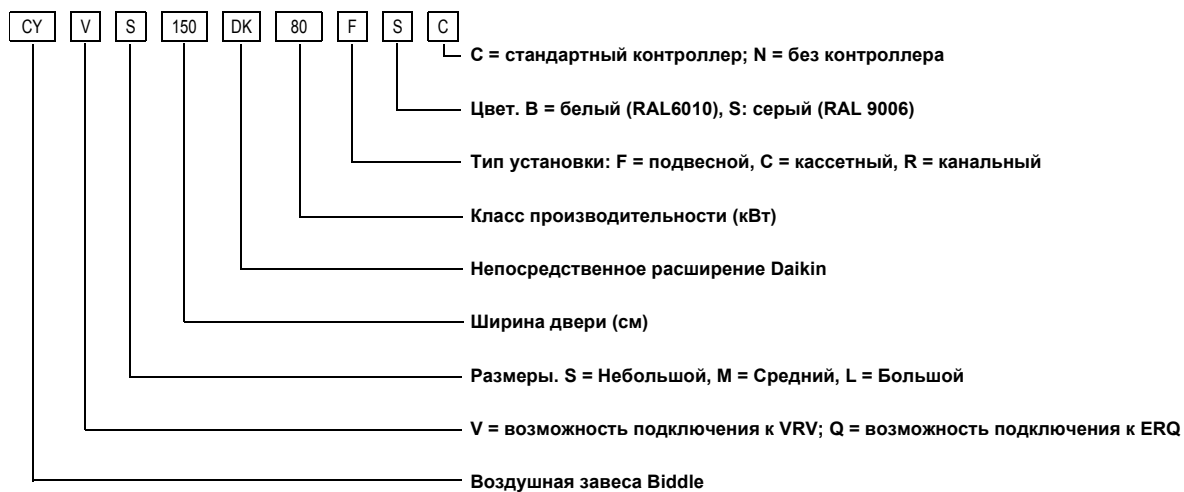 CY V S 150 DK 80 F S C
C = стандартный контроллер; N = без контроллера
Цвет. B = белый (RAL6010), S: серый (RAL 9006)
Тип установки: F = подвесной, C = кассетный, R = канальный
Класс производительности (кВт)
Непосредственное расширение Daikin
Ширина двери (см)
Размеры. S = Небольшой, M = Средний, L = Большой
V = возможность подключения к VRV; Q = возможность подключения к ERQ
Воздушная завеса Biddle